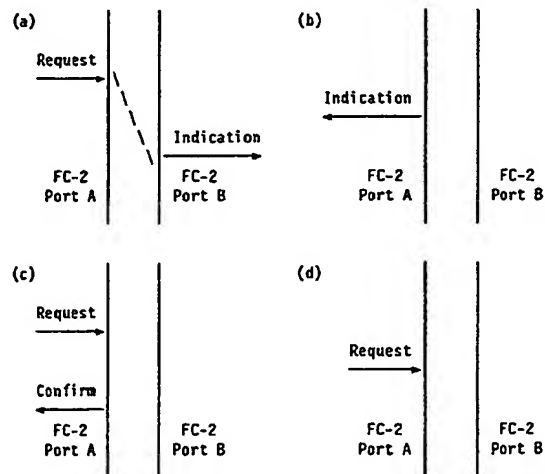 (a)
Request
Indication
FC-2
Port A
FC-2
Port B
(b)
Indication
FC-2
Port A
FC-2
Port B
(c)
Request
Confirm
FC-2
Port A
FC-2
Port B
(d)
Request
FC-2
Port A
FC-2
Port B